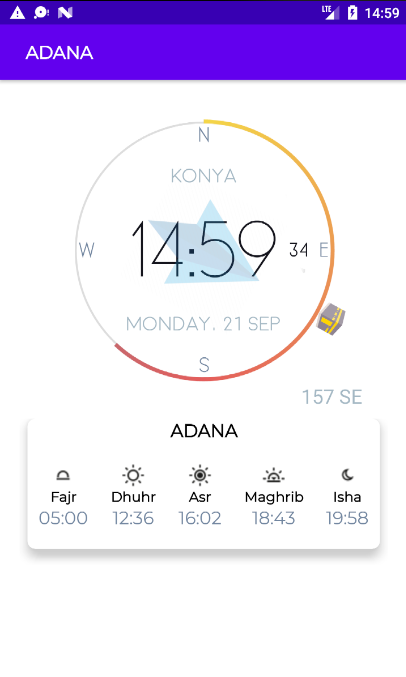 LTE 14:59
ADANA
N
KONYA
W 14:59 34 E
MONDAY, 21 SEP
S
157 SE
ADANA
Fajr Dhuhr Asr Maghrib Isha
05:00 12:36 16:02 18:43 19:58